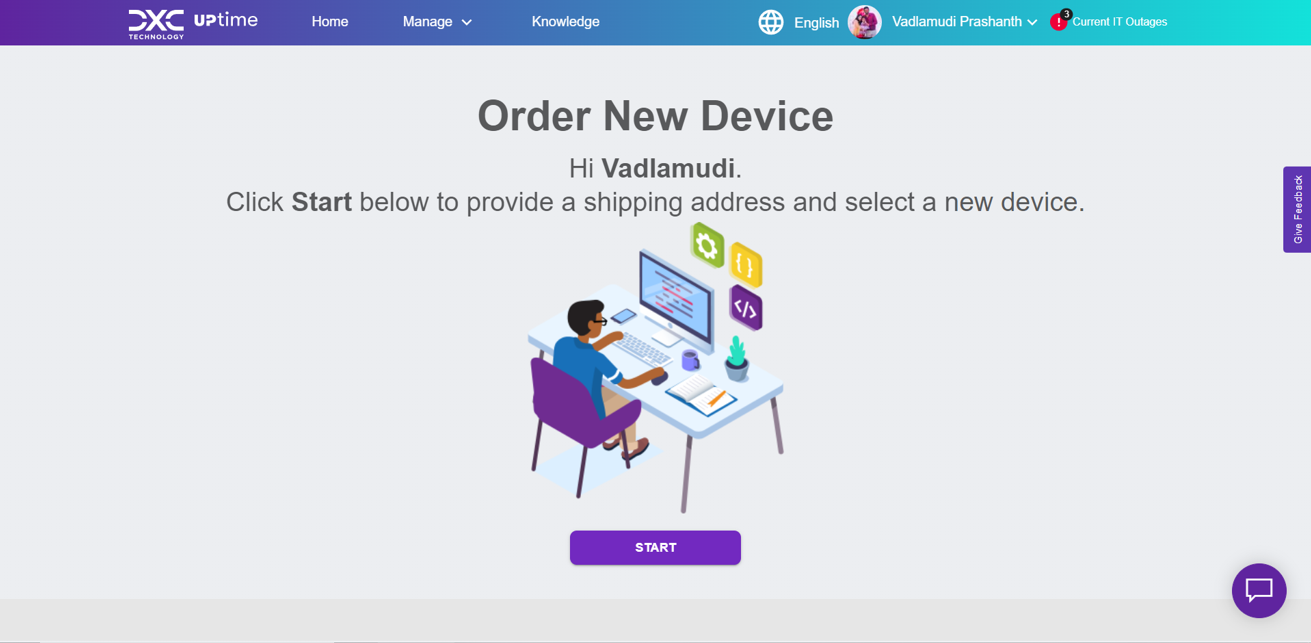 DXC
TECHNOLOGY
UPtime
Home
Manage
Knowledge
English
Vadlamudi Prashanth
3
!
Current IT Outages
Order New Device
Hi Vadlamudi.
Click Start below to provide a shipping address and select a new device.
Give Feedback
{}
</>
START